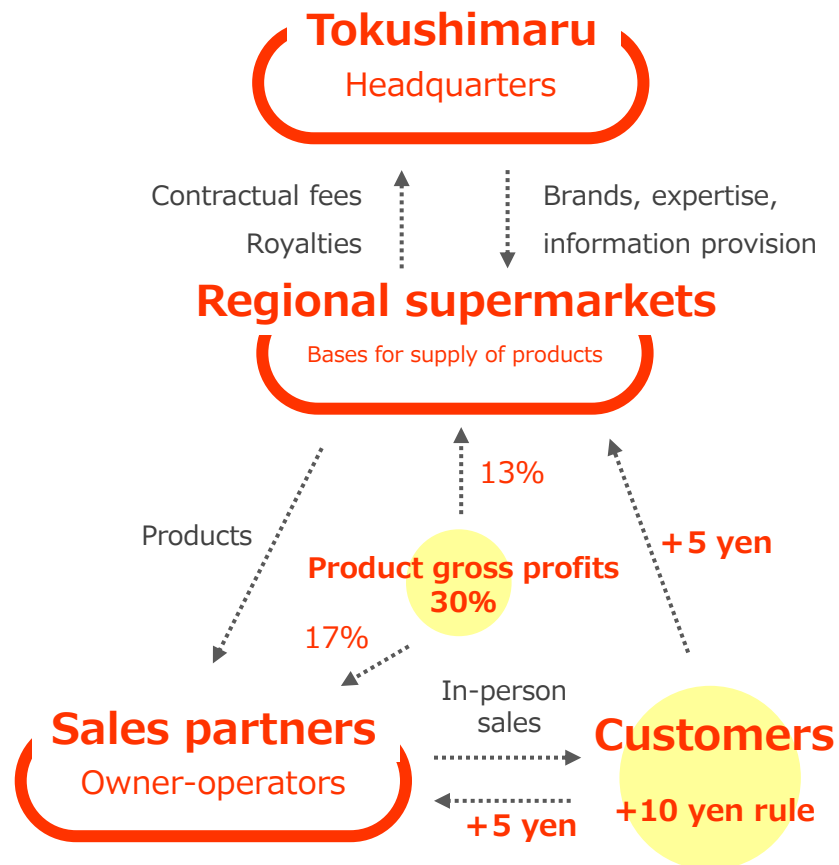 Tokushimaru
Headquarters
Contractual fees
Royalties
Brands, expertise,
information provision
Regional supermarkets
Bases for supply of products
13%
Products
+5 yen
Product gross profits
30%
17%
In-person
sales
Sales partners
Owner-operators
Customers
+10 yen rule
+5 yen